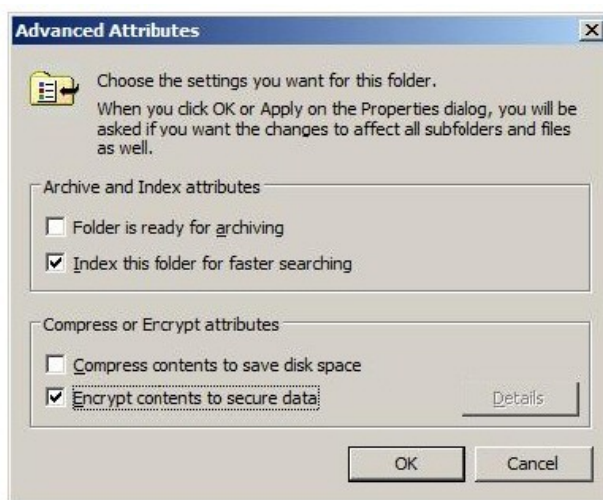 Advanced Attributes
Choose the settings you want for this folder.
When you click OK or Apply on the Properties dialog, you will be
asked if you want the changes to affect all subfolders and files
as well.
Archive and Index attributes
Folder is ready for archiving
Index this folder for faster searching
Compress or Encrypt attributes
Compress contents to save disk space
Encrypt contents to secure data
Details
OK Cancel